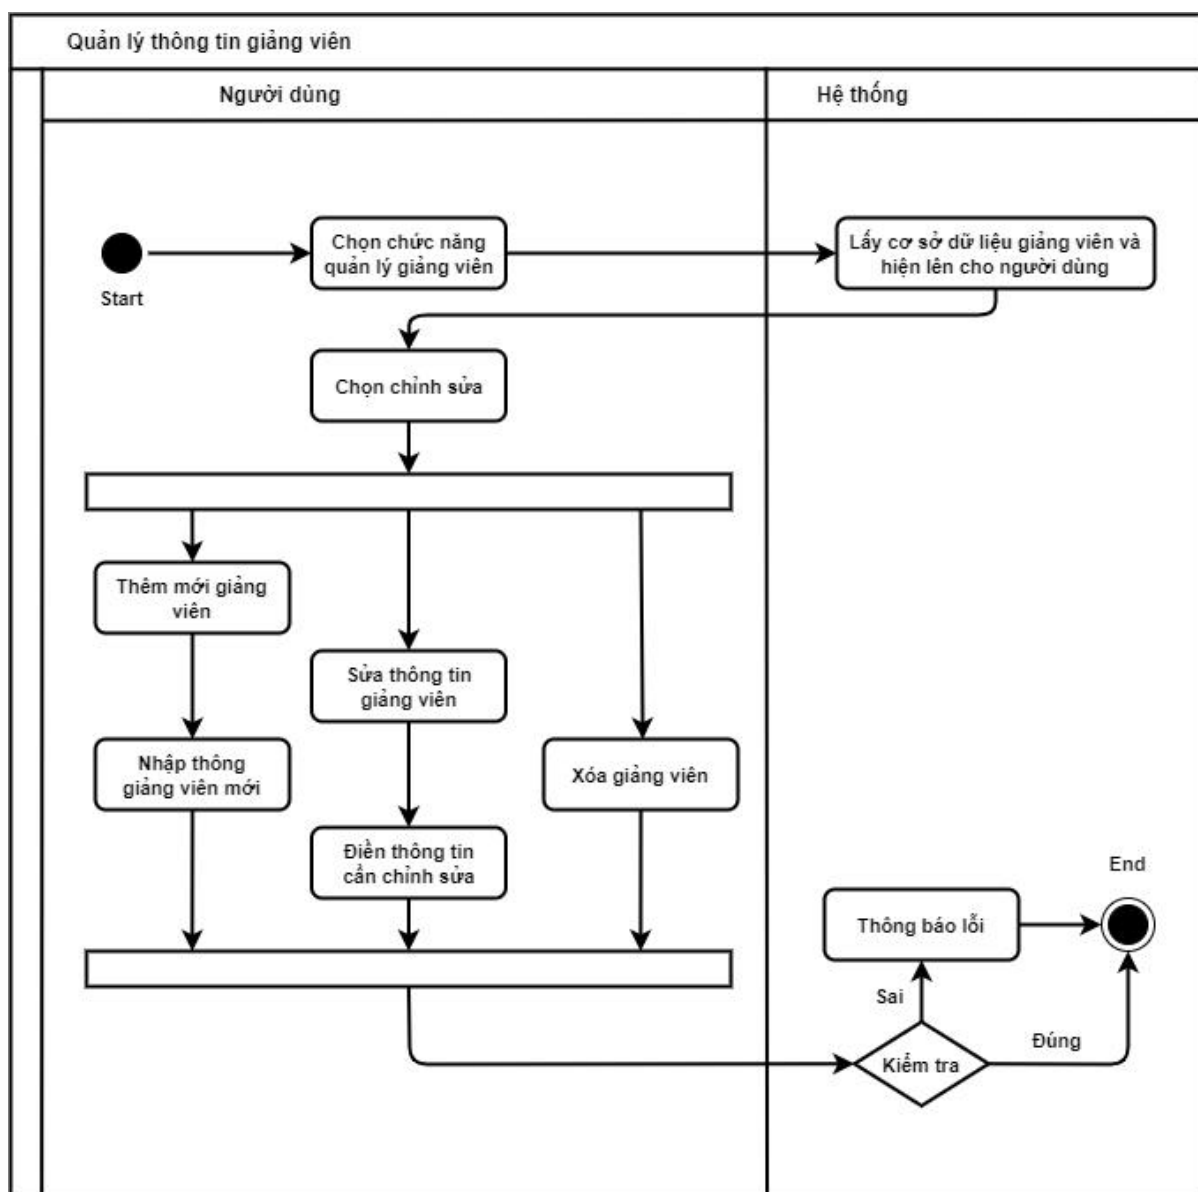 Quản lý thông tin giảng viên
Người dùng
Hệ thống
Chọn chức năng
quản lý giảng viên
Lấy cơ sở dữ liệu giảng viên và
hiện lên cho người dùng
Start
Chọn chỉnh sửa
Thêm mới giảng
viên
Sửa thông tin
giảng viên
Nhập thông
giảng viên mới
Xóa giảng viên
Điền thông tin
cần chỉnh sửa
End
Thông báo lỗi
Sai
Đúng
Kiểm tra